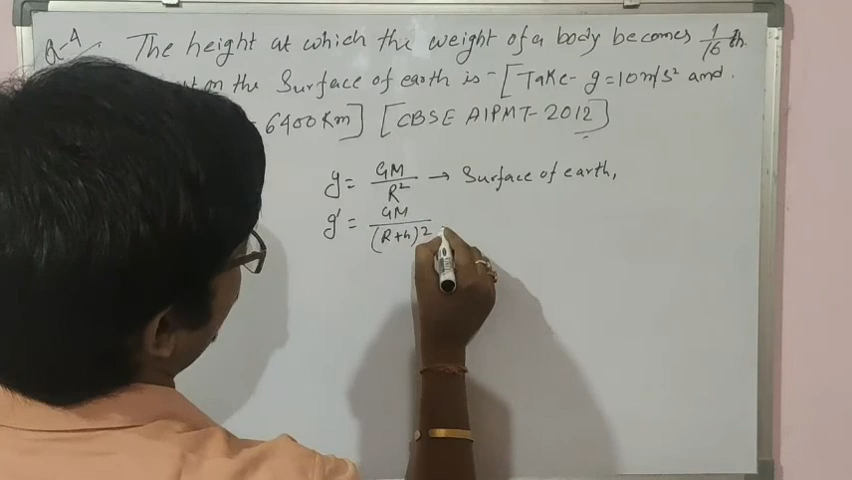 Q-4 The height at which the weight of a body becomes 1/16 th
on the Surface of earth is - [Take - g = 10 m/s² and
6400 Km] [CBSE AIPMT - 2012]
g = GM/R² → Surface of earth,
g' = GM/(R+h)²